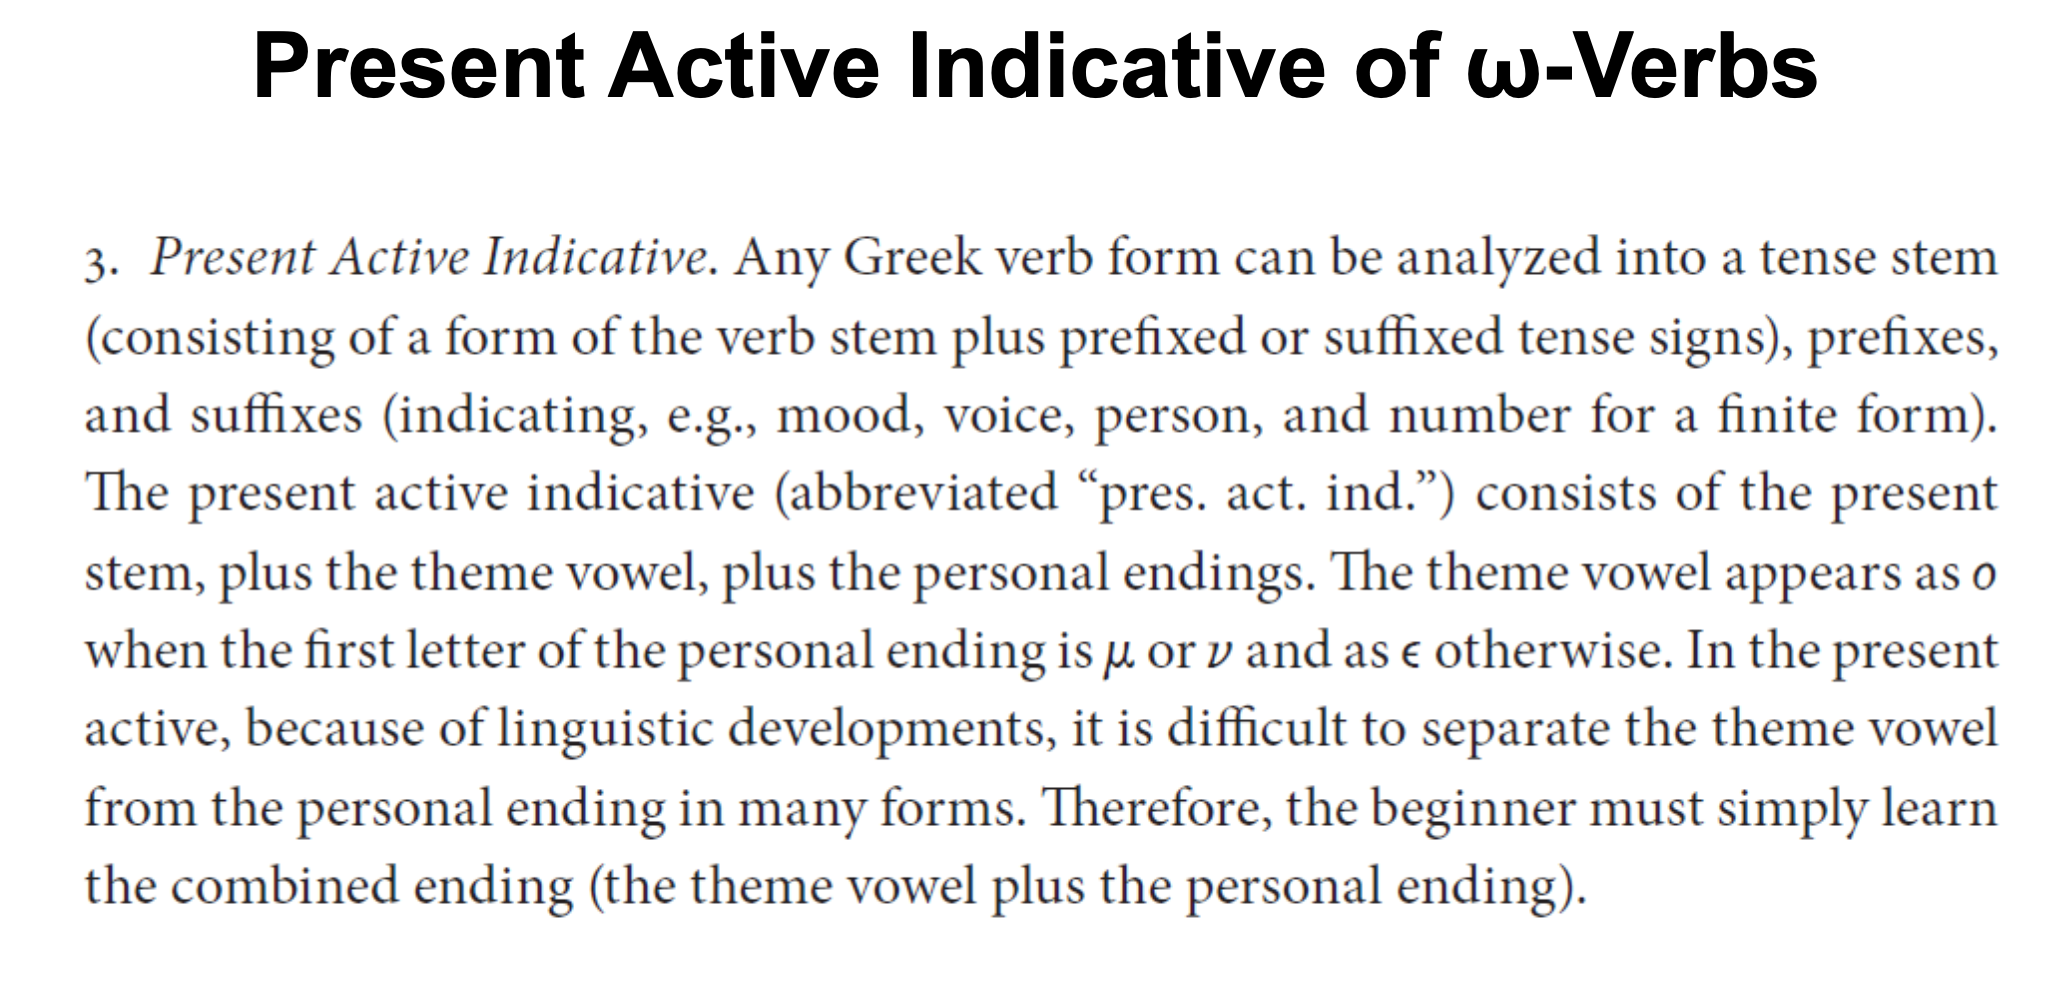 Present Active Indicative of ω-Verbs
3. Present Active Indicative. Any Greek verb form can be analyzed into a tense stem
(consisting of a form of the verb stem plus prefixed or suffixed tense signs), prefixes,
and suffixes (indicating, e.g., mood, voice, person, and number for a finite form).
The present active indicative (abbreviated “pres. act. ind.”) consists of the present
stem, plus the theme vowel, plus the personal endings. The theme vowel appears as ο
when the first letter of the personal ending is μ or ν and as ϵ otherwise. In the present
active, because of linguistic developments, it is difficult to separate the theme vowel
from the personal ending in many forms. Therefore, the beginner must simply learn
the combined ending (the theme vowel plus the personal ending).